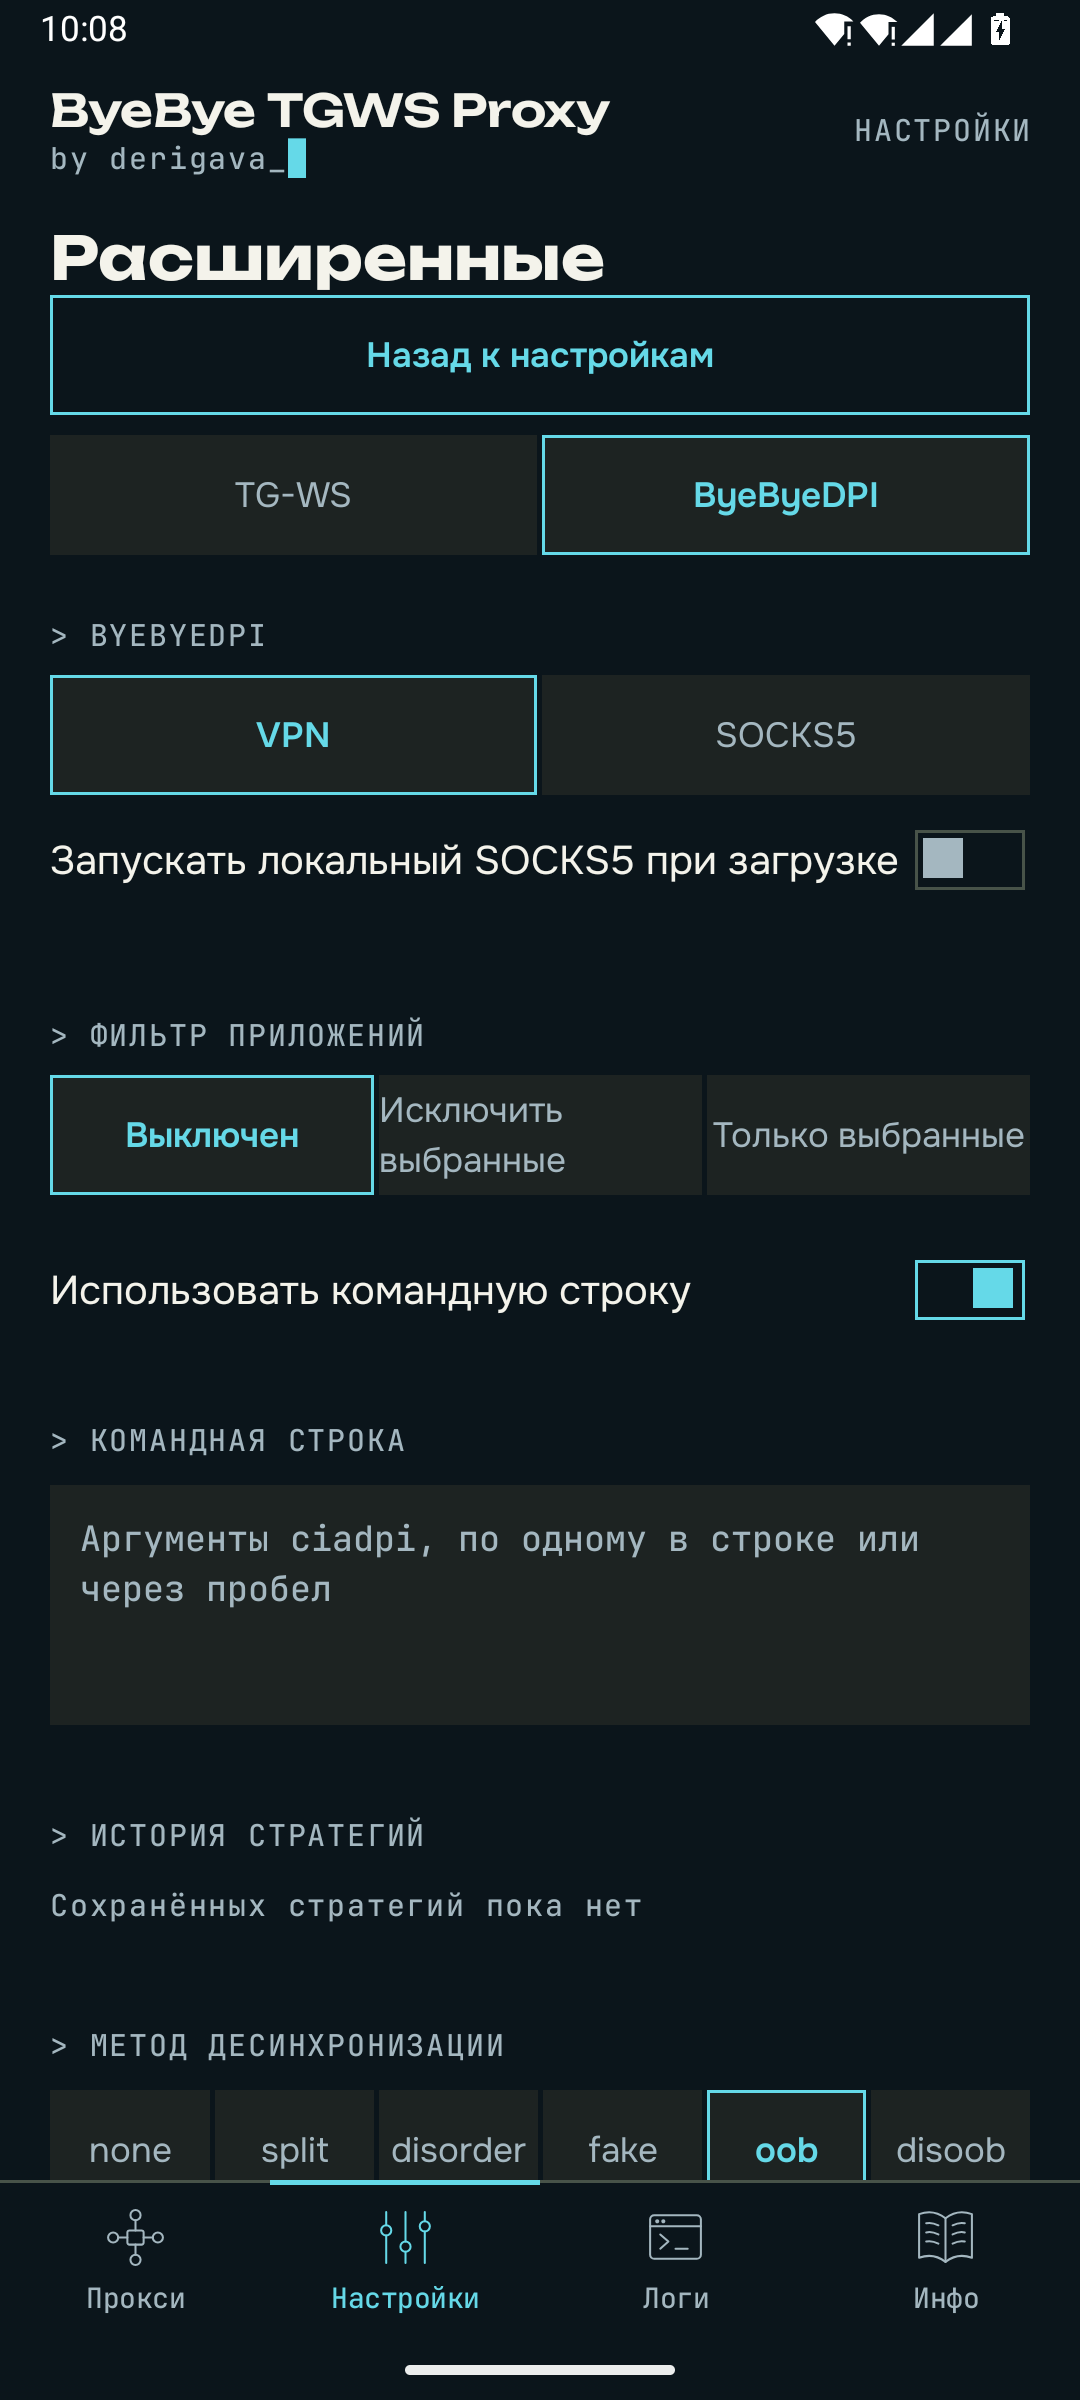 10:08
ByeBye TGWS Proxy
by derigava_
НАСТРОЙКИ
Расширенные
Назад к настройкам
TG-WS
ByeByeDPI
> BYEBYEDPI
VPN
SOCKS5
Запускать локальный SOCKS5 при загрузке
> ФИЛЬТР ПРИЛОЖЕНИЙ
Выключен
Исключить
выбранные
Только выбранные
Использовать командную строку
> КОМАНДНАЯ СТРОКА
Аргументы ciadpi, по одному в строке или
через пробел
> ИСТОРИЯ СТРАТЕГИЙ
Сохранённых стратегий пока нет
> МЕТОД ДЕСИНХРОНИЗАЦИИ
none
split
disorder
fake
oob
disoob
Прокси
Настройки
Логи
Инфо